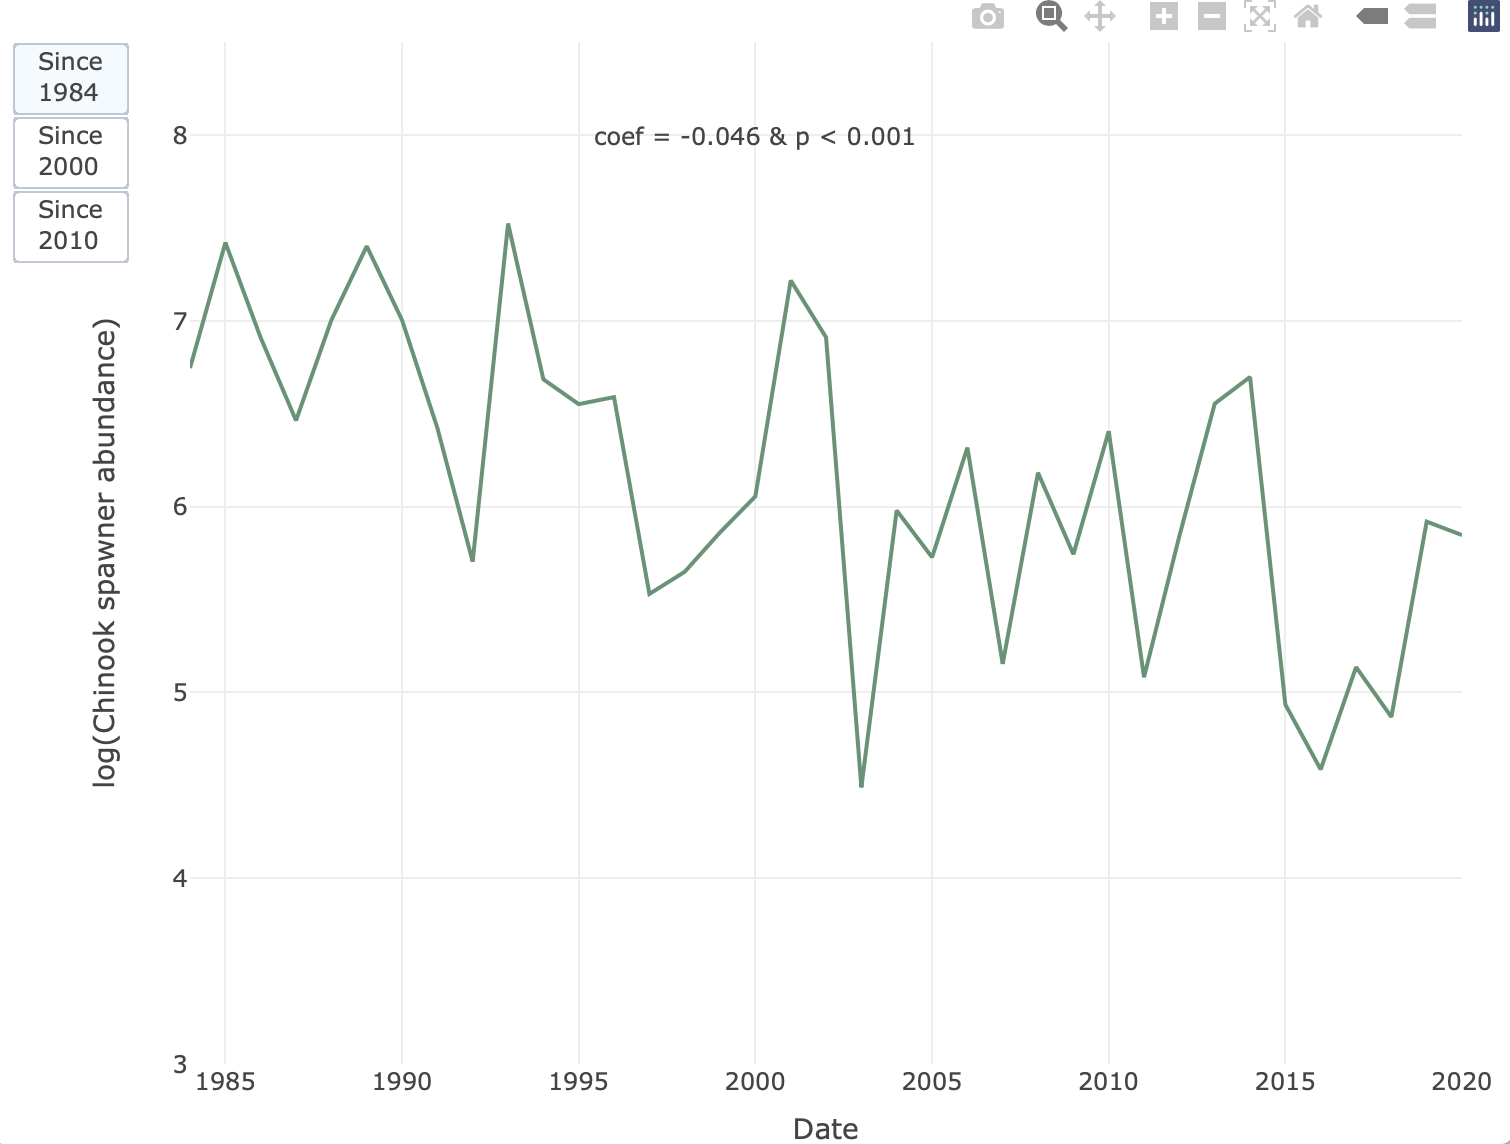 Since
1984
Since
2000
Since
2010
coef = -0.046 & p < 0.001
log(Chinook spawner abundance)
8
7
6
5
4
3
1985
1990
1995
2000
2005
2010
2015
2020
Date